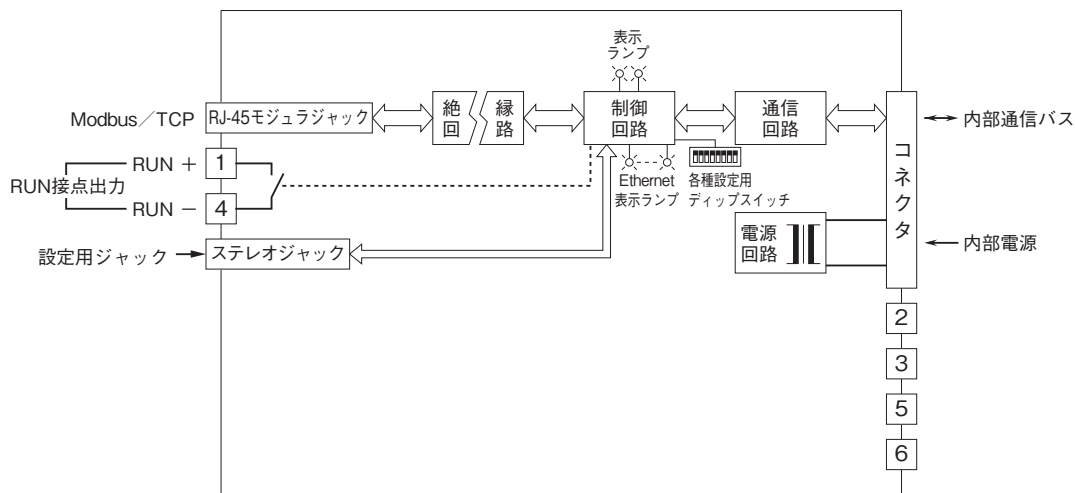 表示
ランプ
Modbus／TCP
RJ-45モジュラジャック
絶 縁
回 路
制御
回路
通信
回路
コネクタ
内部通信バス
RUN ＋
1
RUN接点出力
RUN －
4
Ethernet
表示ランプ
各種設定用
ディップスイッチ
設定用ジャック
ステレオジャック
電源
回路
内部電源
2
3
5
6